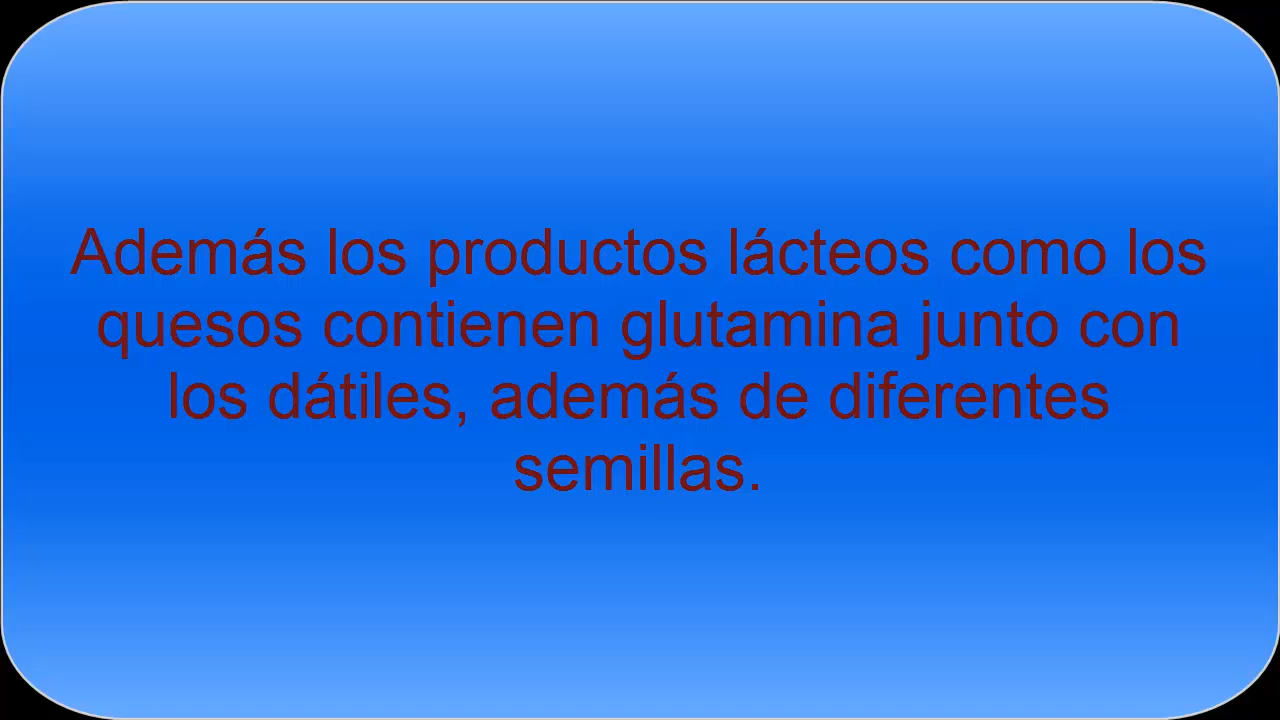 Además los productos lácteos como los
quesos contienen glutamina junto con
los dátiles, además de diferentes
semillas.